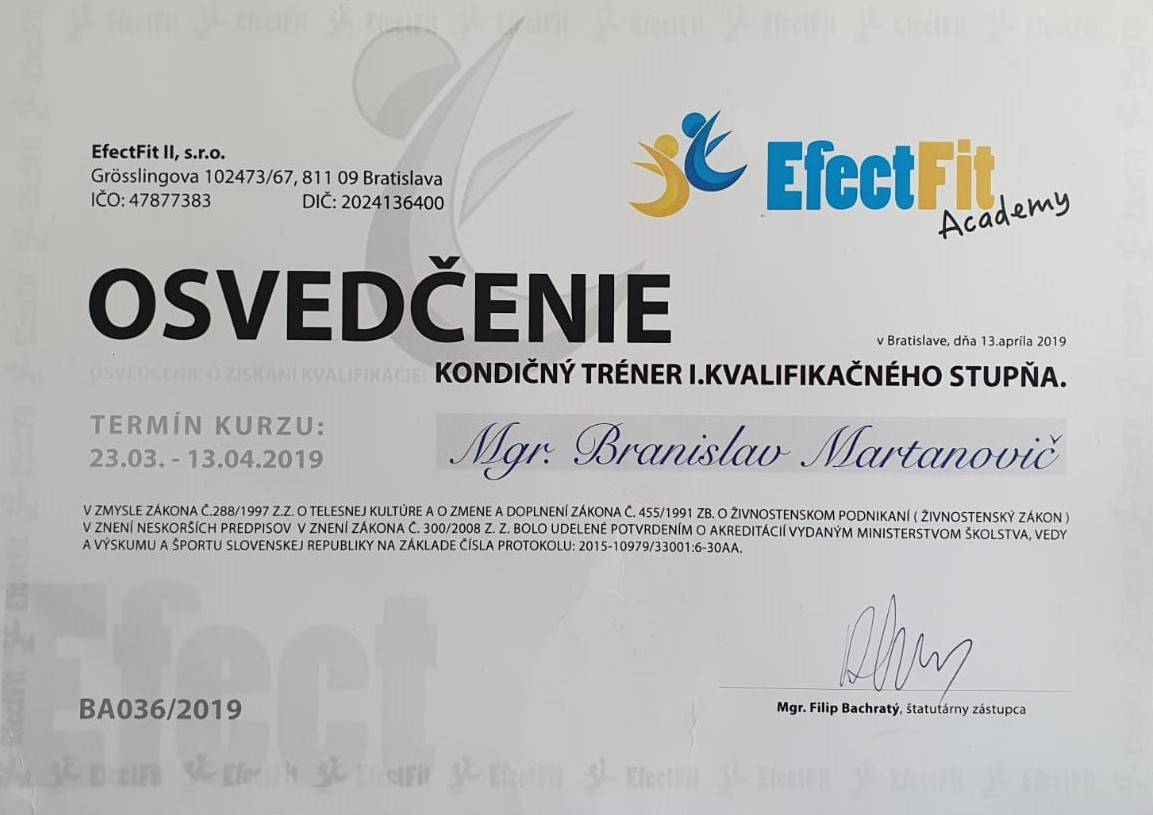 EfectFit II, s.r.o.
Grösslingova 102473/67, 811 09 Bratislava
IČO: 47877383 DIČ: 2024136400
EfectFit
Academy
OSVEDČENIE
v Bratislave, dňa 13.apríla 2019
OSVEDČENIE O ZÍSKANÍ KVALIFIKÁCIE: KONDIČNÝ TRÉNER I.KVALIFIKAČNÉHO STUPŇA.
TERMÍN KURZU:
23.03. - 13.04.2019
Mgr. Branislav Martanovič
V ZMYSLE ZÁKONA Č.288/1997 Z.Z. O TELESNEJ KULTÚRE A O ZMENE A DOPLNENÍ ZÁKONA Č. 455/1991 ZB. O ŽIVNOSTENSKOM PODNIKANÍ ( ŽIVNOSTENSKÝ ZÁKON )
V ZNENÍ NESKORŠÍCH PREDPISOV V ZNENÍ ZÁKONA Č. 300/2008 Z. Z. BOLO UDELENÉ POTVRDENÍM O AKREDITÁCIÍ VYDANÝM MINISTERSTVOM ŠKOLSTVA, VEDY
A VÝSKUMU A ŠPORTU SLOVENSKEJ REPUBLIKY NA ZÁKLADE ČÍSLA PROTOKOLU: 2015-10979/33001:6-30AA.
Efect
BA036/2019
Mgr. Filip Bachratý, štatutárny zástupca